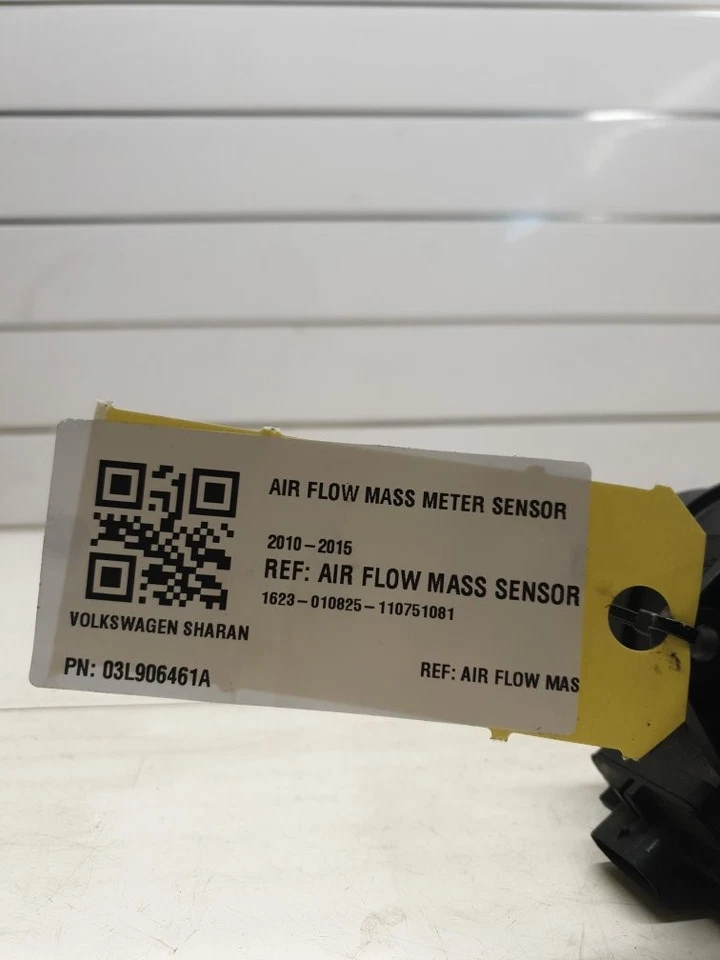 AIR FLOW MASS METER SENSOR
2010-2015
REF: AIR FLOW MASS SENSOR
1623-010825-110751081
VOLKSWAGEN SHARAN
PN: 03L906461A
REF: AIR FLOW MAS